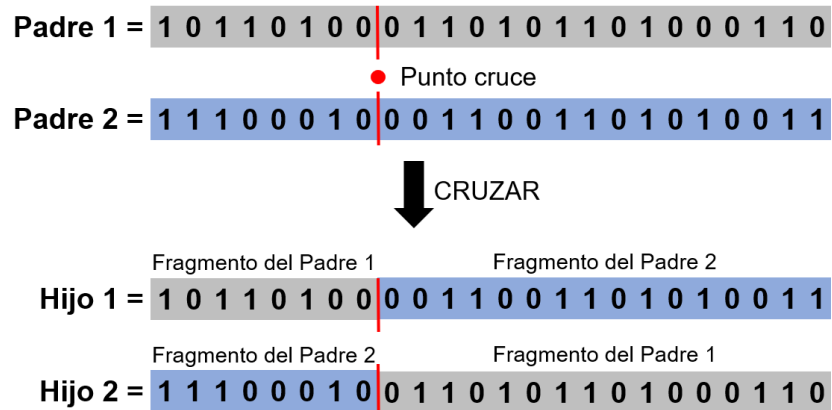 Padre 1 = 1 0 1 1 0 1 0 0 0 1 1 0 1 0 1 1 0 1 0 0 0 1 1 0
Punto cruce
Padre 2 = 1 1 1 0 0 0 1 0 0 0 1 1 0 0 1 1 0 1 0 1 0 0 1 1
CRUZAR
Fragmento del Padre 1 Fragmento del Padre 2
Hijo 1 = 1 0 1 1 0 1 0 0 0 0 1 1 0 0 1 1 0 1 0 1 0 0 1 1
Fragmento del Padre 2 Fragmento del Padre 1
Hijo 2 = 1 1 1 0 0 0 1 0 0 1 1 0 1 0 1 1 0 1 0 0 0 1 1 0